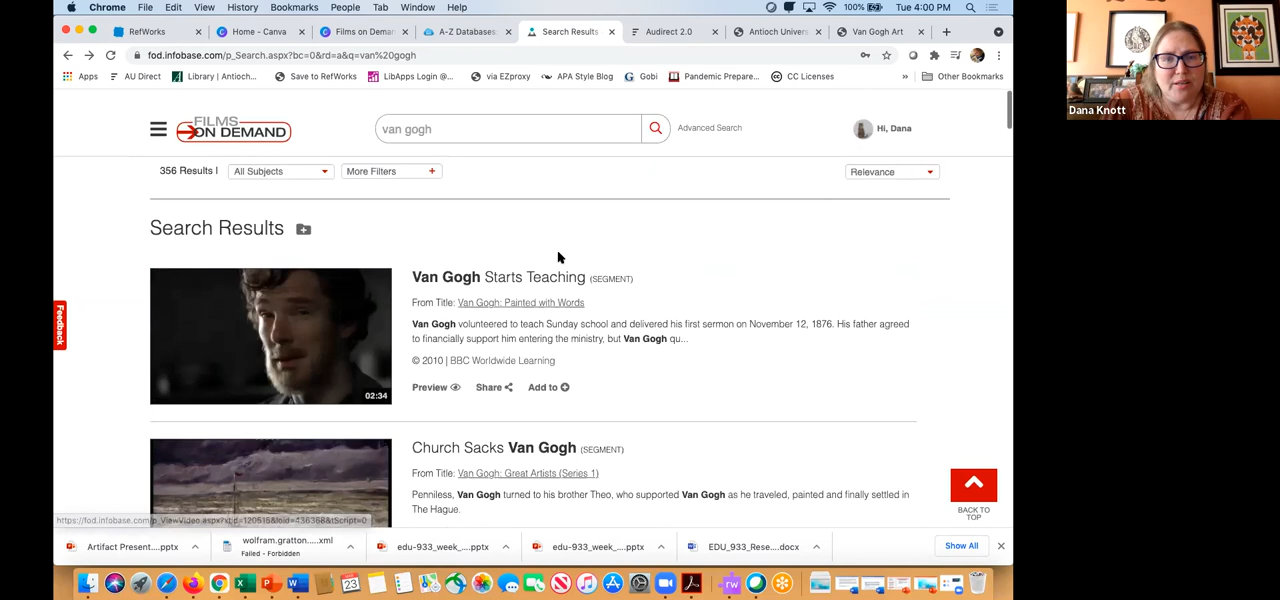 Chrome File Edit View History Bookmarks People Tab Window Help 100% Tue 4:00 PM
RefWorks Home - Canva Films on Deman A-Z Databases: Search Results Audirect 2.0 Antioch Univers Van Gogh Art
fod.infobase.com/p_Search.aspx?bc=0&rd=a&q=van%20gogh
Apps AU Direct Library | Antioch... Save to RefWorks LibApps Login @... via EZproxy APA Style Blog Gobi Pandemic Prepare... CC Licenses » Other Bookmarks
FILMS ON DEMAND
van gogh
Advanced Search
Hi, Dana
356 Results | All Subjects More Filters + Relevance
Search Results
Van Gogh Starts Teaching (SEGMENT)
From Title: Van Gogh: Painted with Words
Van Gogh volunteered to teach Sunday school and delivered his first sermon on November 12, 1876. His father agreed
to financially support him entering the ministry, but Van Gogh qu...
© 2010 | BBC Worldwide Learning
Preview Share Add to
02:34
Church Sacks Van Gogh (SEGMENT)
From Title: Van Gogh: Great Artists (Series 1)
Penniless, Van Gogh turned to his brother Theo, who supported Van Gogh as he traveled, painted and finally settled in
The Hague.
BACK TO
TOP
Feedback
Artifact Present....pptx
wolfram.gratton.....xml
Failed - Forbidden
edu-933_week_....pptx
edu-933_week_....pptx
EDU_933_Rese....docx
Show All
23
Dana Knott